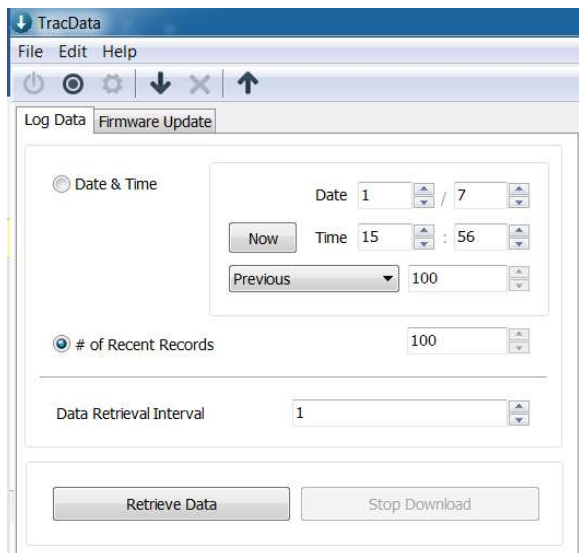 TracData
File Edit Help
Log Data Firmware Update
Date & Time
Date 1 / 7
Now Time 15 : 56
Previous 100
# of Recent Records 100
Data Retrieval Interval 1
Retrieve Data Stop Download